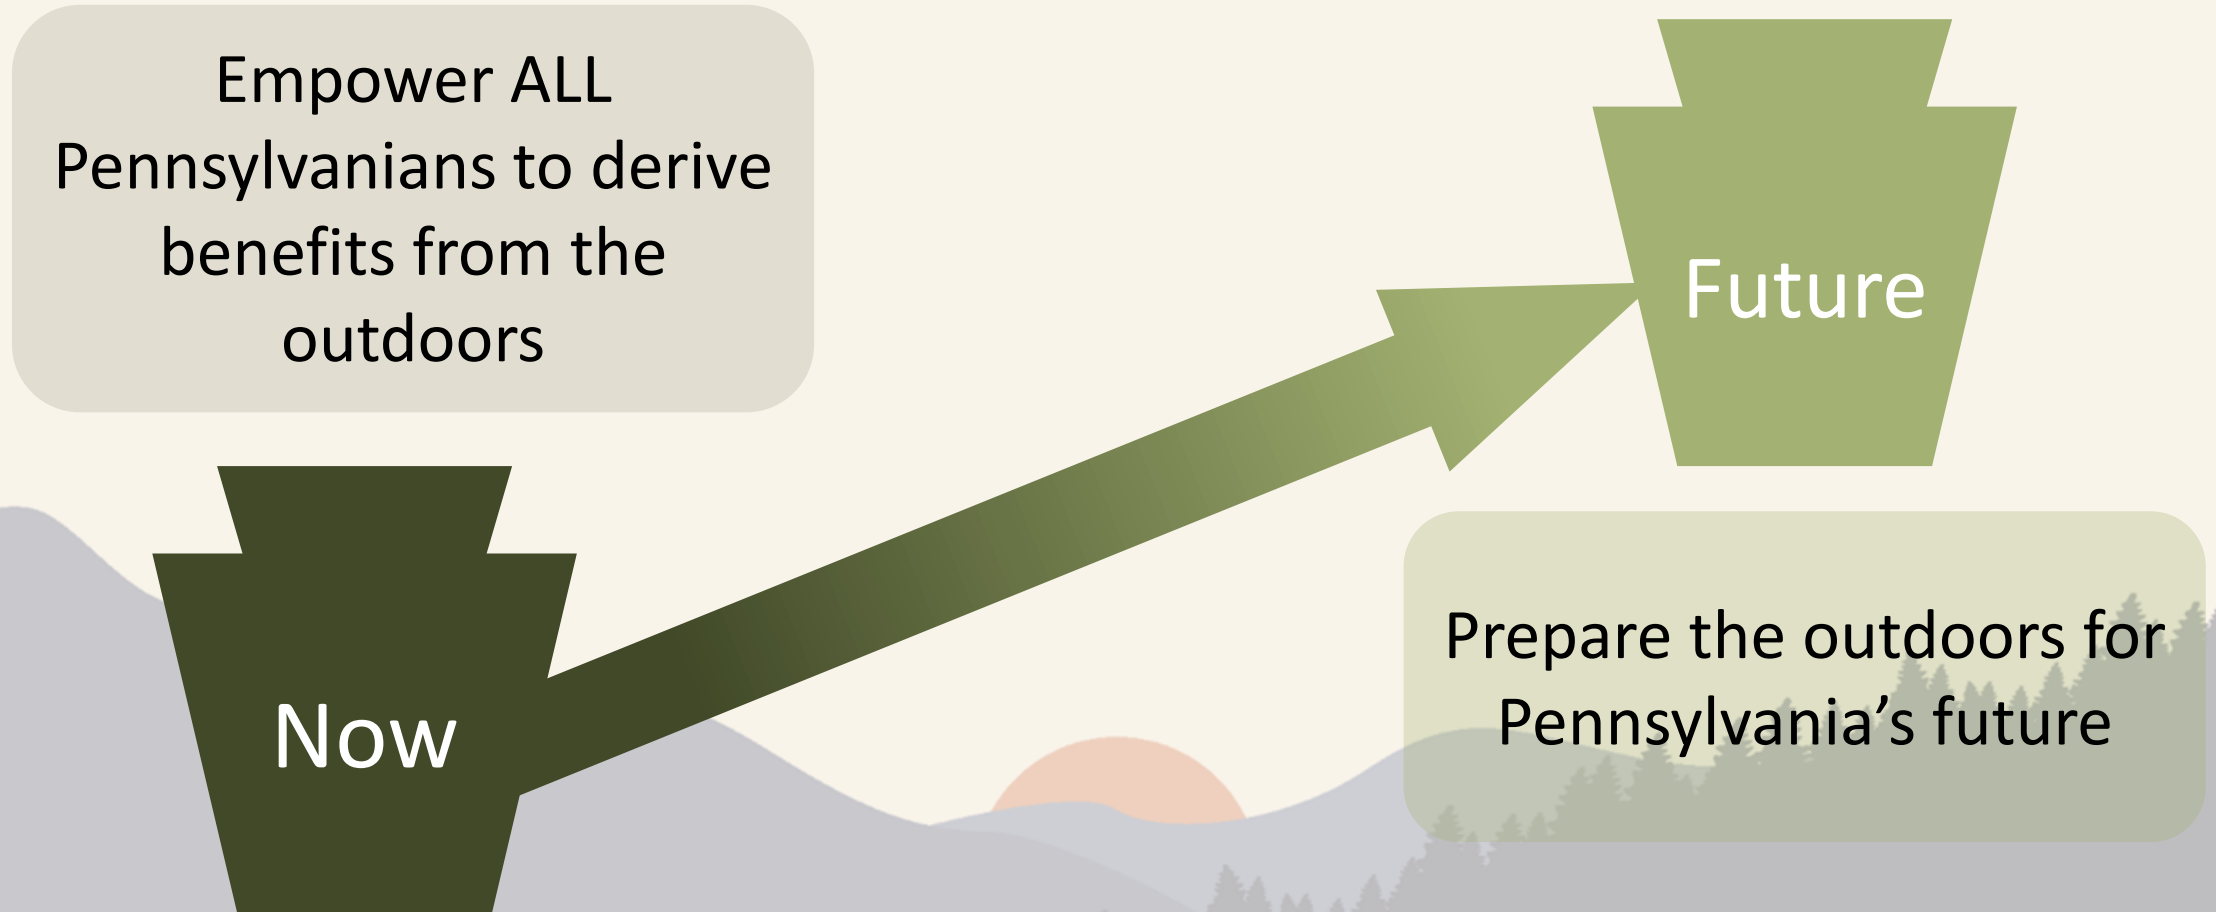 Empower ALL
Pennsylvanians to derive
benefits from the
outdoors
Future
Now
Prepare the outdoors for
Pennsylvania’s future